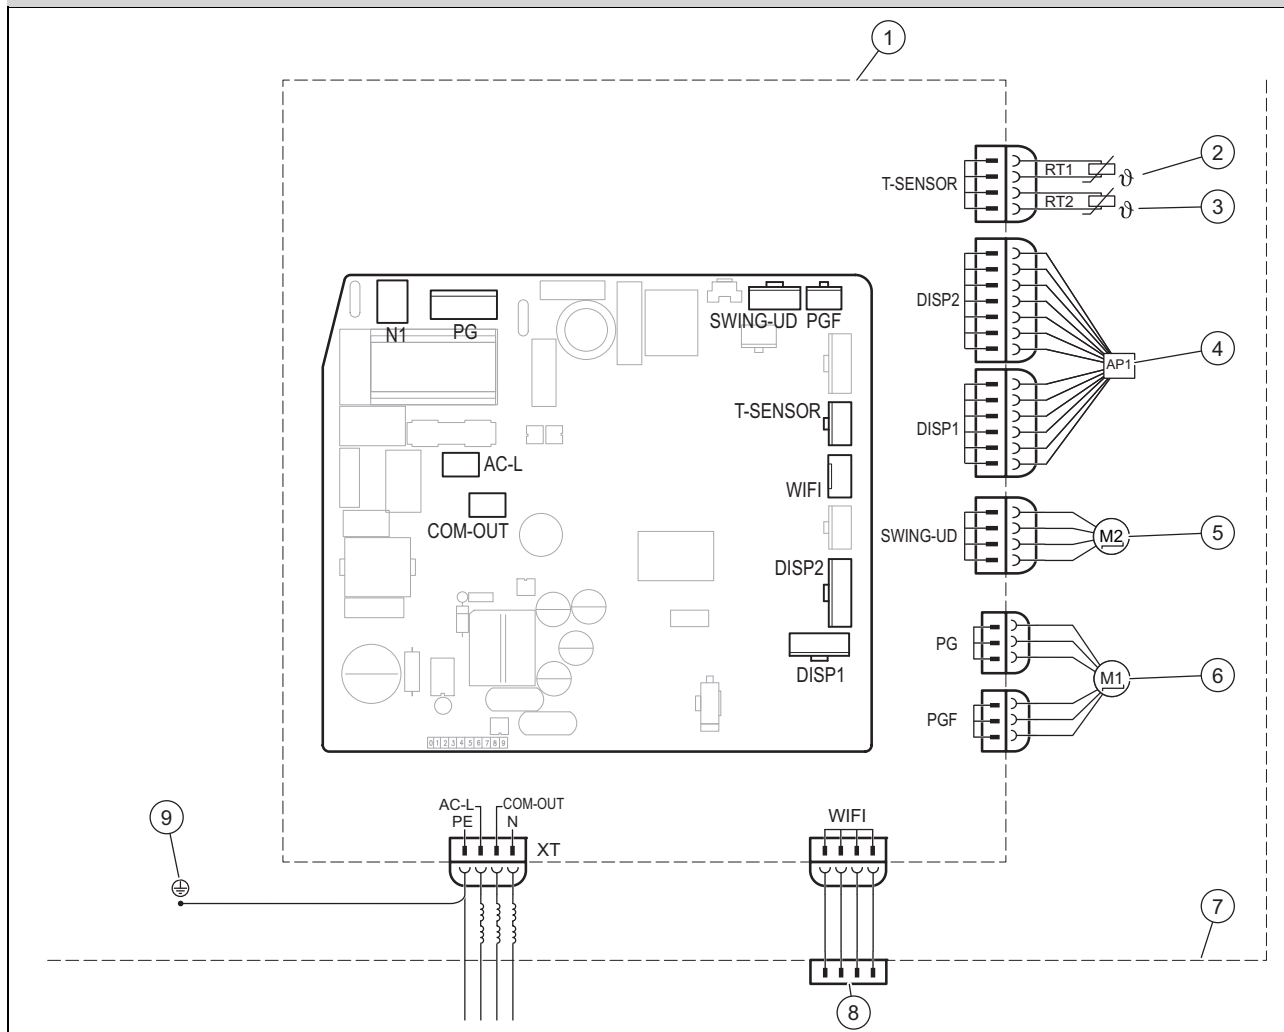 1
2
T-SENSOR
RT1
ϑ
RT2
ϑ
3
DISP2
4
AP1
DISP1
SWING-UD
M2
5
PG
M1
6
PGF
N1
PG
SWING-UD PGF
T-SENSOR
AC-L
WIFI
COM-OUT
DISP2
DISP1
0 1 2 3 4 5 6 7 8 9
AC-L COM-OUT
PE N
XT
WIFI
9
7
8